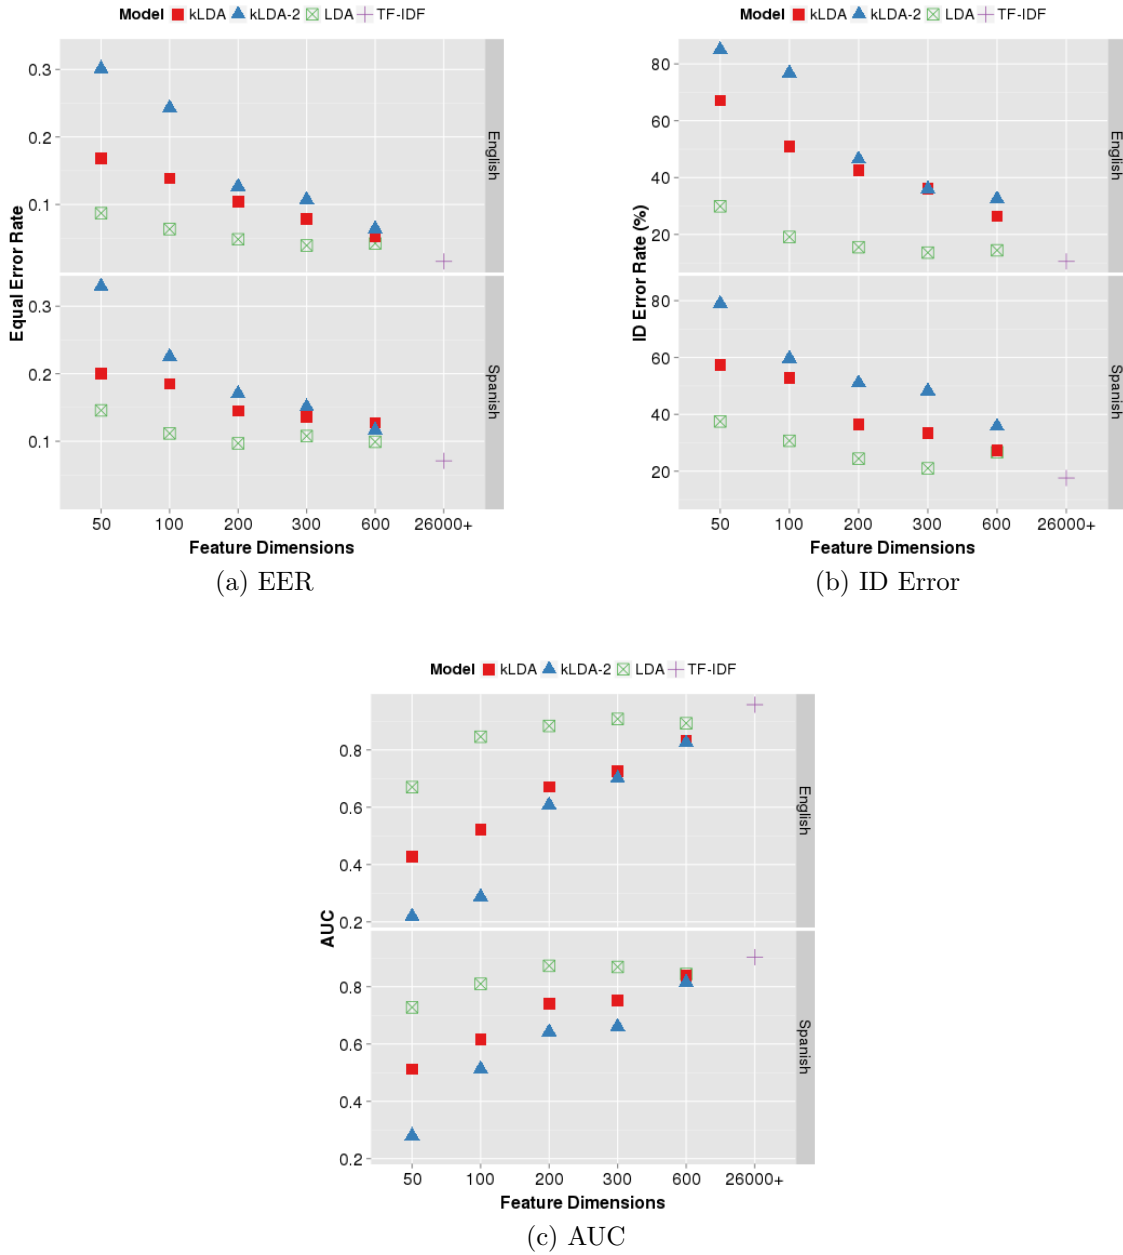 Model kLDA kLDA-2 LDA TF-IDF
0.3
0.2
0.1
English
0.3
0.2
0.1
Spanish
Equal Error Rate
50 100 200 300 600 26000+
Feature Dimensions
(a) EER
Model kLDA kLDA-2 LDA TF-IDF
80
60
40
20
English
80
60
40
20
Spanish
ID Error Rate (%)
50 100 200 300 600 26000+
Feature Dimensions
(b) ID Error
Model kLDA kLDA-2 LDA TF-IDF
0.8
0.6
0.4
0.2
English
0.8
0.6
0.4
0.2
Spanish
AUC
50 100 200 300 600 26000+
Feature Dimensions
(c) AUC